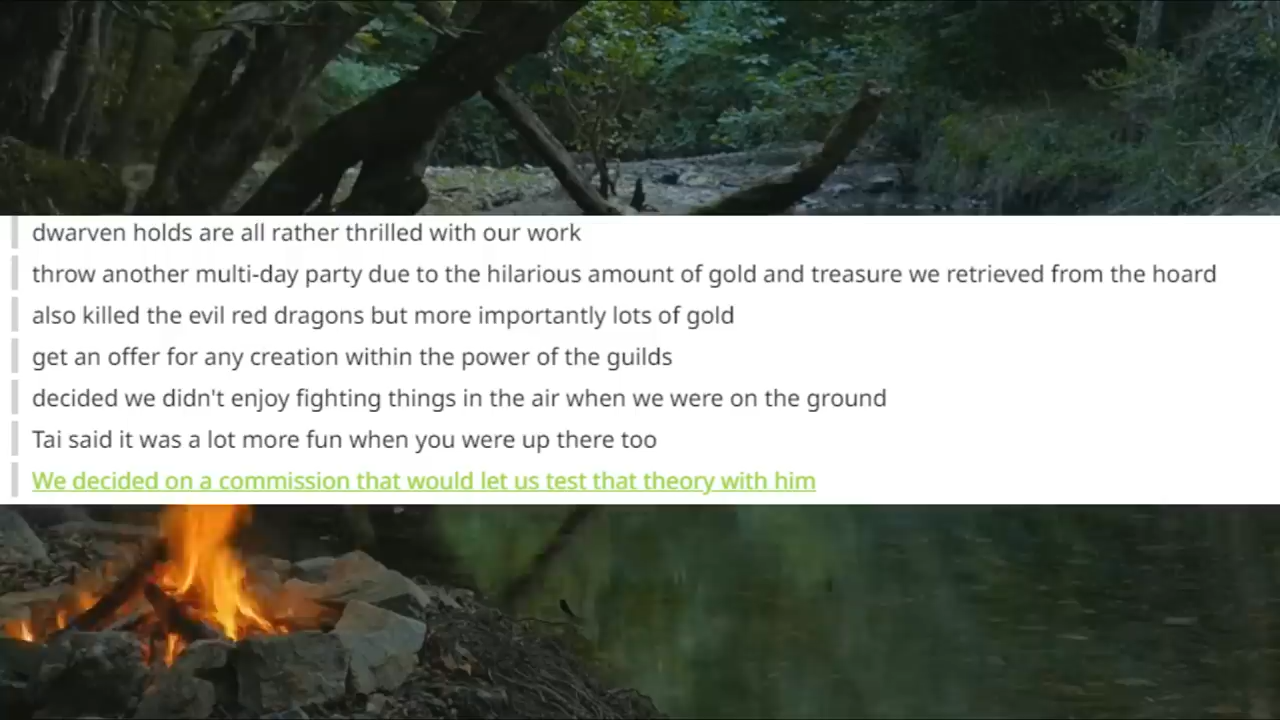 dwarven holds are all rather thrilled with our work
throw another multi-day party due to the hilarious amount of gold and treasure we retrieved from the hoard
also killed the evil red dragons but more importantly lots of gold
get an offer for any creation within the power of the guilds
decided we didn't enjoy fighting things in the air when we were on the ground
Tai said it was a lot more fun when you were up there too
We decided on a commission that would let us test that theory with him